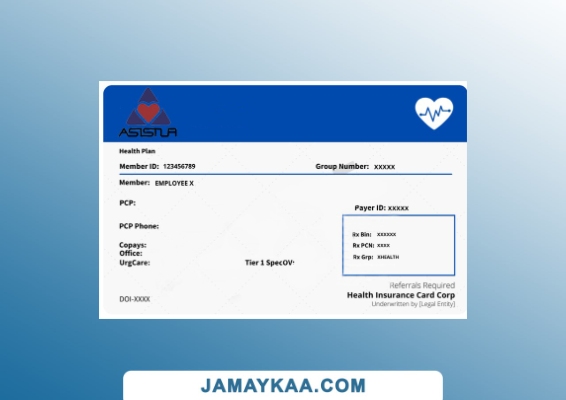 ASISTUA
Health Plan
Member ID: 123456789
Group Number: xxxxx
Member: EMPLOYEE X
PCP:
Payer ID: xxxxx
PCP Phone:
Rx Bin: xxxxxx
Rx PCN: xxxx
Rx Grp: XHEALTH
Copays:
Office:
UrgCare:
Tier 1 SpecOV
Referrals Required
Health Insurance Card Corp
Underwritten by [Legal Entity]
DOI-XXXX
JAMAYKAA.COM